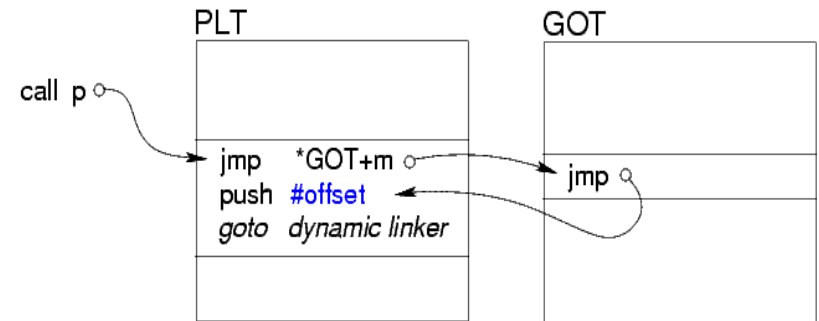 PLT
GOT
call p
jmp *GOT+m
jmp
push #offset
goto dynamic linker